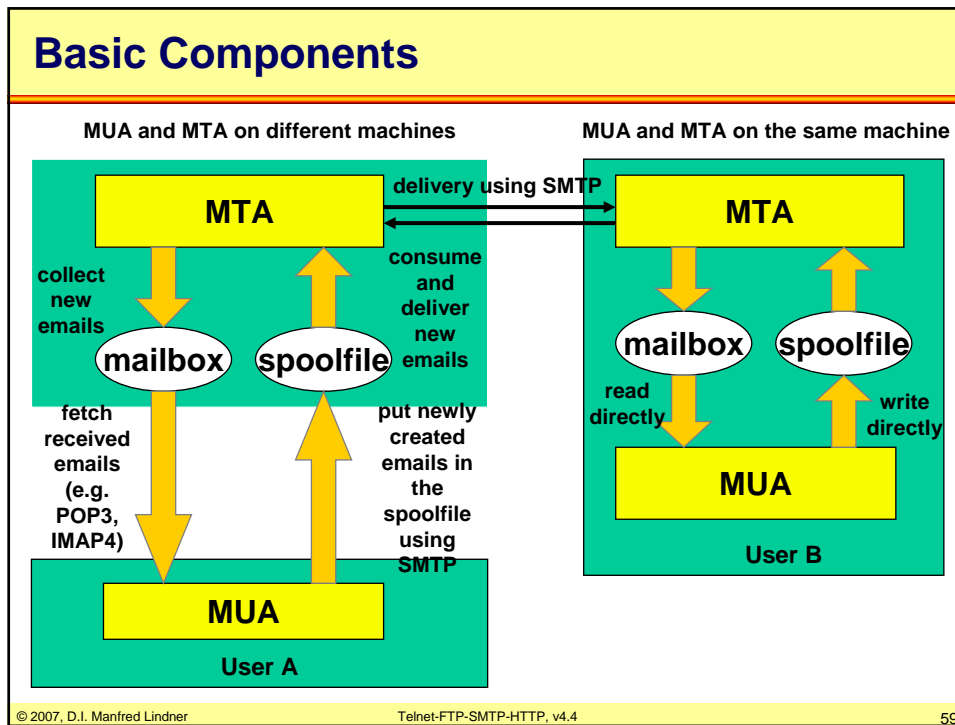 Basic Components
MUA and MTA on different machines
MUA and MTA on the same machine
delivery using SMTP
MTA
collect
new
emails
consume
and
deliver
new
emails
mailbox
spoolfile
fetch
received
emails
(e.g.
POP3,
IMAP4)
put newly
created
emails in
the
spoolfile
using
SMTP
MUA
User A
MTA
mailbox
spoolfile
read
directly
write
directly
MUA
User B
© 2007, D.I. Manfred Lindner
Telnet-FTP-SMTP-HTTP, v4.4
59